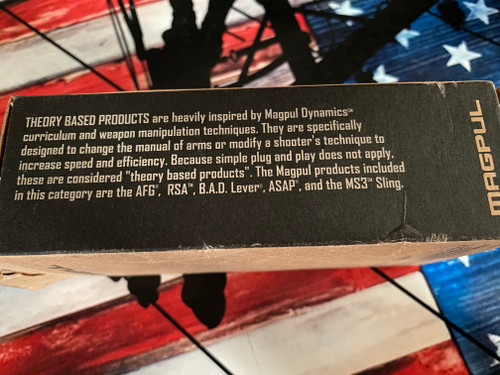 THEORY BASED PRODUCTS are heavily inspired by Magpul Dynamics℠
curriculum and weapon manipulation techniques. They are specifically
designed to change the manual of arms or modify a shooter's technique to
increase speed and efficiency. Because simple plug and play does not apply,
these are considered "theory based products". The Magpul products included
in this category are the AFG®, RSA™, B.A.D. Lever®, ASAP®, and the MS3™ Sling.
MAGPUL